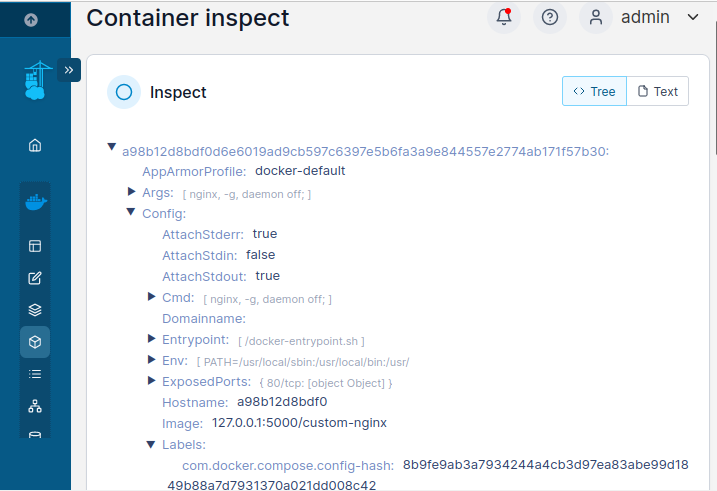 Container inspect
admin
Inspect
Tree
Text
a98b12d8bdf0d6e6019ad9cb597c6397e5b6fa3a9e844557e2774ab171f57b30:
AppArmorProfile: docker-default
Args: [ nginx, -g, daemon off; ]
Config:
AttachStderr: true
AttachStdin: false
AttachStdout: true
Cmd: [ nginx, -g, daemon off; ]
Domainname:
Entrypoint: [ /docker-entrypoint.sh ]
Env: [ PATH=/usr/local/sbin:/usr/local/bin:/usr/
ExposedPorts: { 80/tcp: [object Object] }
Hostname: a98b12d8bdf0
Image: 127.0.0.1:5000/custom-nginx
Labels:
com.docker.compose.config-hash: 8b9fe9ab3a7934244a4cb3d97ea83abe99d18
49b88a7d7931370a021dd008c42